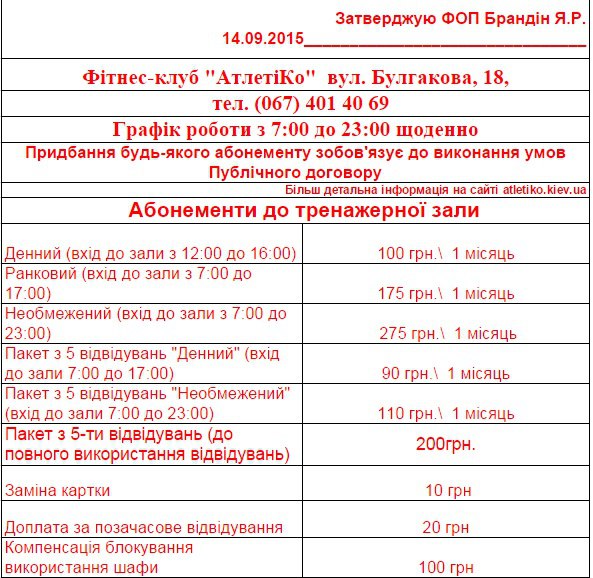 Затверджую ФОП Брандін Я.Р.
14.09.2015_______________________________
Фітнес-клуб "АтлетіКо" вул. Булгакова, 18,
тел. (067) 401 40 69
Графік роботи з 7:00 до 23:00 щоденно
Придбання будь-якого абонементу зобов'язує до виконання умов
Публічного договору
Більш детальна інформація на сайті atletiko.kiev.ua
Абонементи до тренажерної зали
Денний (вхід до зали з 12:00 до 16:00) 100 грн.\ 1 місяць
Ранковий (вхід до зали з 7:00 до
17:00) 175 грн.\ 1 місяць
Необмежений (вхід до зали з 7:00 до
23:00) 275 грн.\ 1 місяць
Пакет з 5 відвідувань "Денний" (вхід
до зали 7:00 до 17:00) 90 грн.\ 1 місяць
Пакет з 5 відвідувань "Необмежений"
(вхід до зали 7:00 до 23:00) 110 грн.\ 1 місяць
Пакет з 5-ти відвідувань (до
повного використання відвідувань) 200грн.
Заміна картки 10 грн
Доплата за позачасове відвідування 20 грн
Компенсація блокування
використання шафи 100 грн